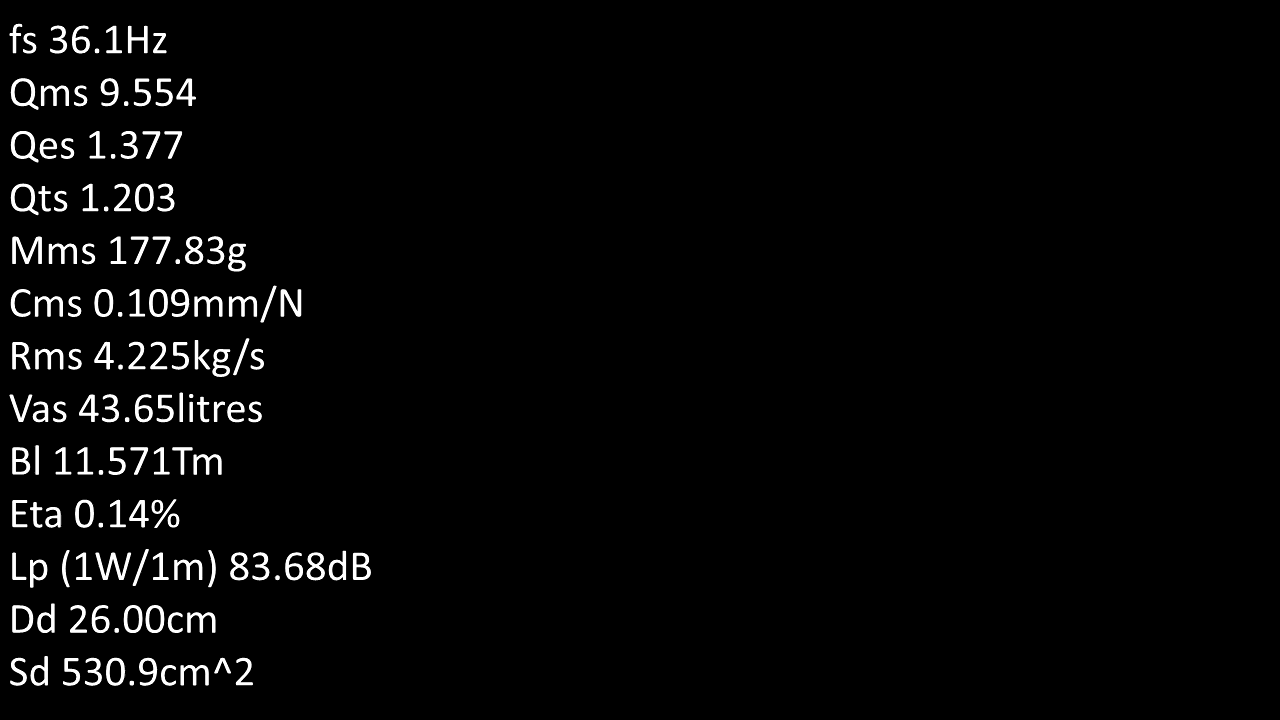 fs 36.1Hz
Qms 9.554
Qes 1.377
Qts 1.203
Mms 177.83g
Cms 0.109mm/N
Rms 4.225kg/s
Vas 43.65litres
Bl 11.571Tm
Eta 0.14%
Lp (1W/1m) 83.68dB
Dd 26.00cm
Sd 530.9cm^2